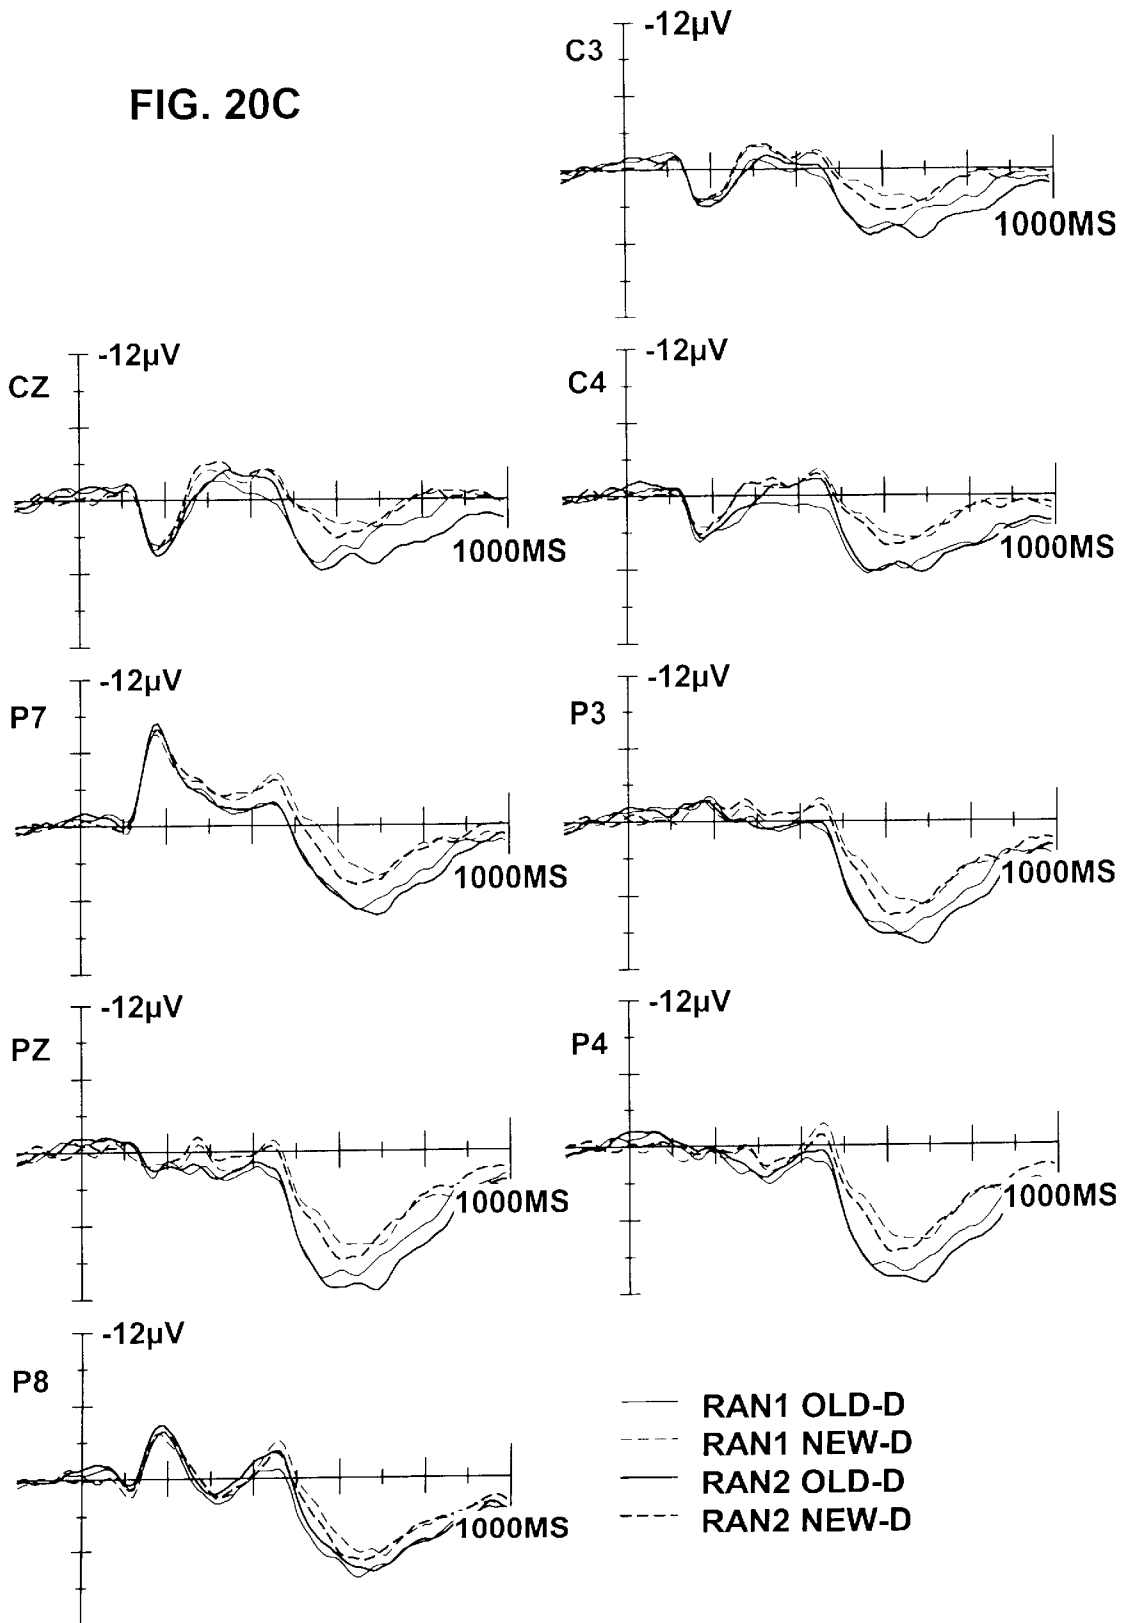 FIG. 20C
C3
-12µV
1000MS
CZ
-12µV
1000MS
C4
-12µV
1000MS
P7
-12µV
1000MS
P3
-12µV
1000MS
PZ
-12µV
1000MS
P4
-12µV
1000MS
P8
-12µV
1000MS
RAN1 OLD-D
RAN1 NEW-D
RAN2 OLD-D
RAN2 NEW-D